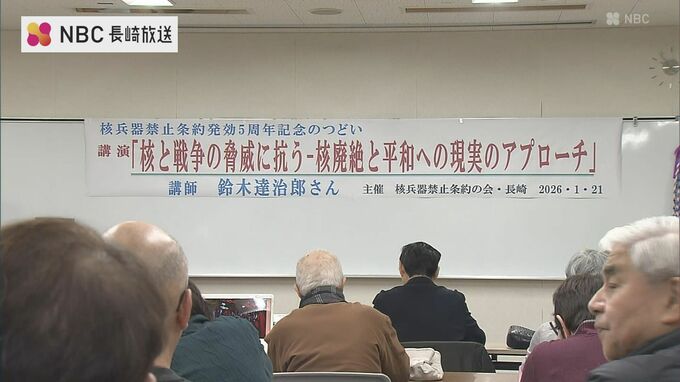 NBC 長崎放送
NBC
核兵器禁止条約発効5周年記念のつどい
講演「核と戦争の脅威に抗う-核廃絶と平和への現実のアプローチ」
講師 鈴木達治郎さん 主催 核兵器禁止条約の会・長崎 2026・1・21